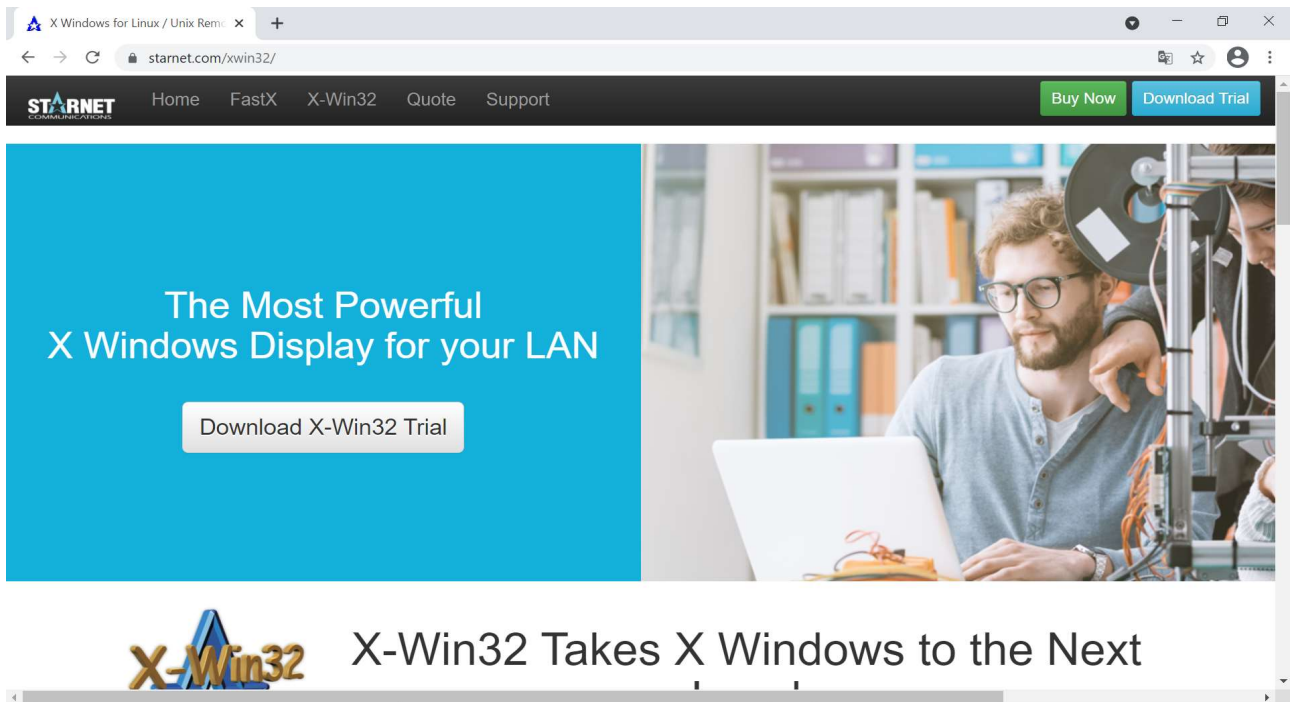 X Windows for Linux / Unix Rem
starnet.com/xwin32/
STARNET
COMMUNICATIONS
Home FastX X-Win32 Quote Support
Buy Now Download Trial
The Most Powerful
X Windows Display for your LAN
Download X-Win32 Trial
X-Win32
X-Win32 Takes X Windows to the Next